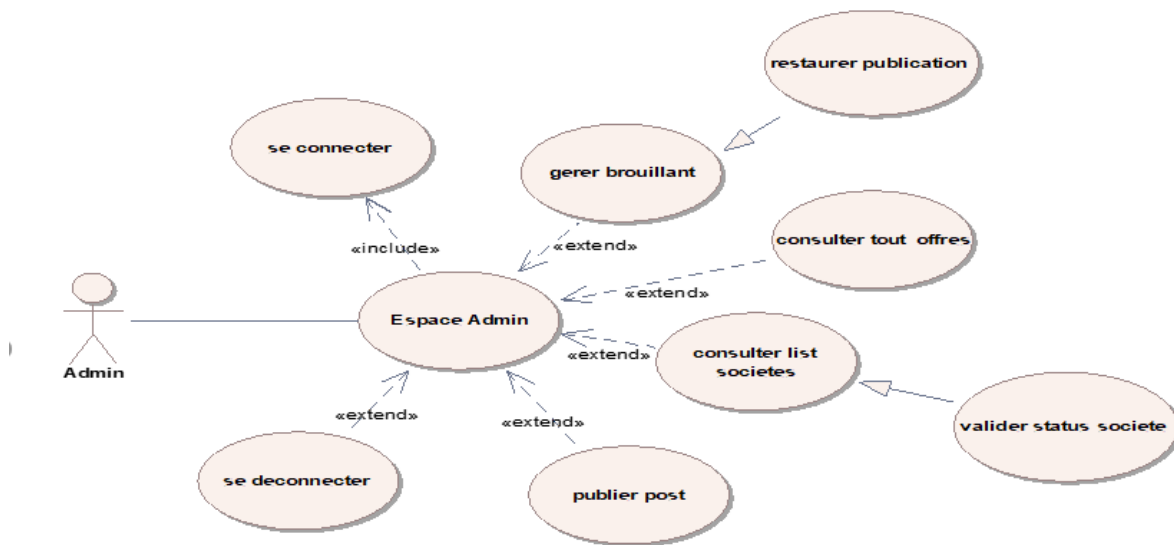 restaurer publication
se connecter
gerer brouillant
consulter tout offres
«include»
«extend»
«extend»
Espace Admin
consulter list
societes
«extend»
Admin
valider status societe
«extend»
«extend»
se deconnecter
publier post